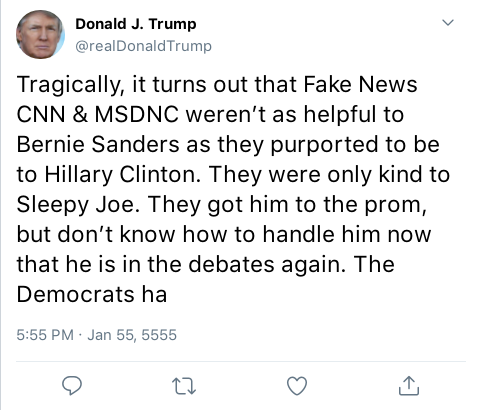 Donald J. Trump
@realDonaldTrump
Tragically, it turns out that Fake News
CNN & MSDNC weren’t as helpful to
Bernie Sanders as they purported to be
to Hillary Clinton. They were only kind to
Sleepy Joe. They got him to the prom,
but don’t know how to handle him now
that he is in the debates again. The
Democrats ha
5:55 PM · Jan 55, 5555